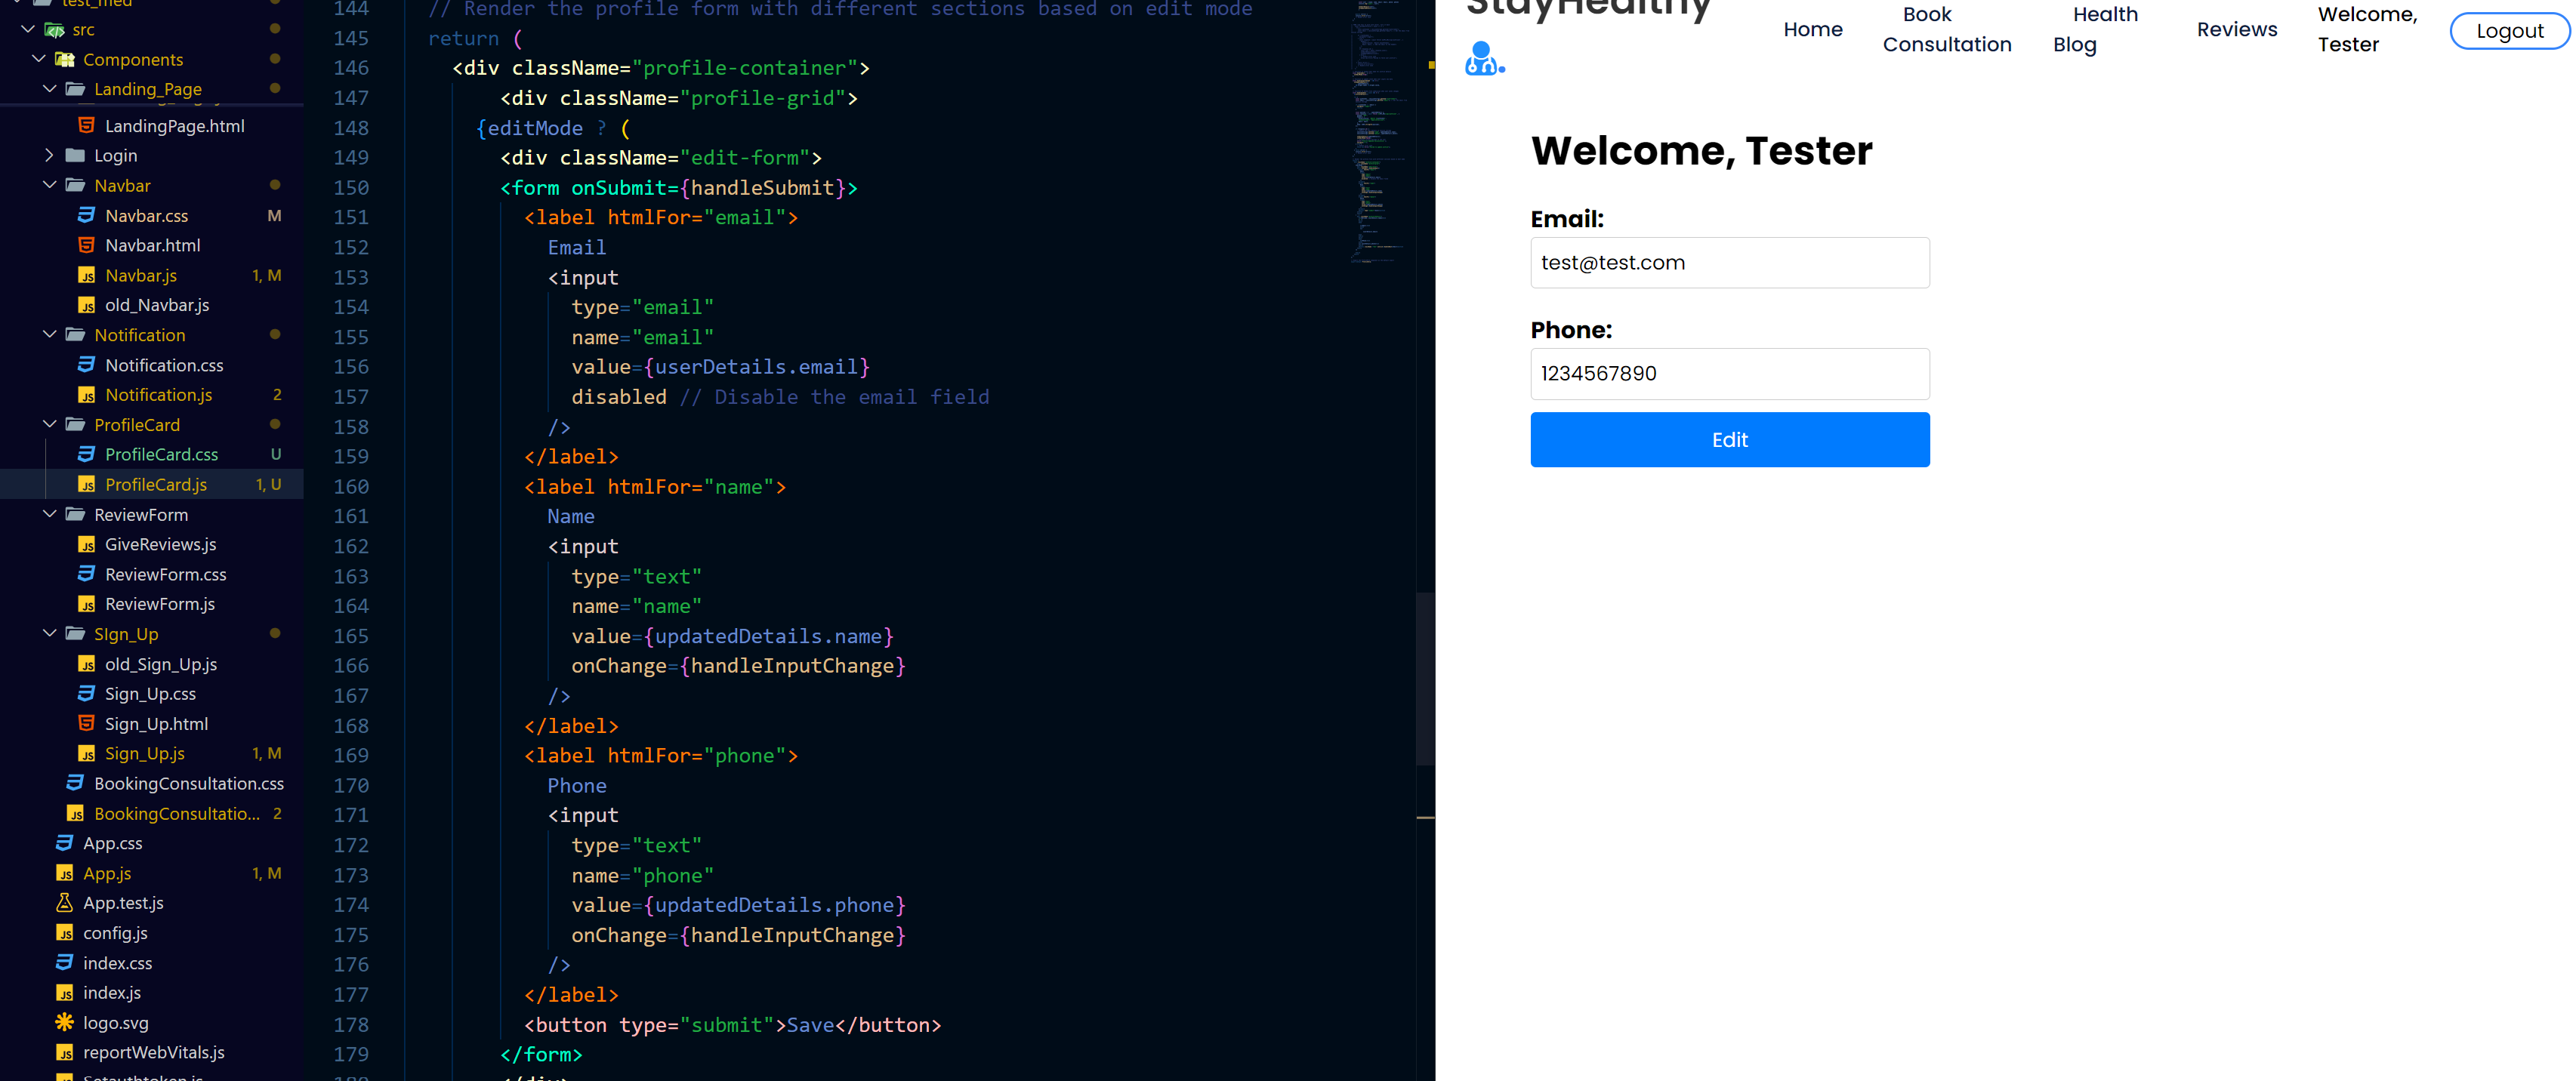 test_med
src
Components
Landing_Page
LandingPage.html
Login
Navbar
Navbar.css M
Navbar.html
Navbar.js 1, M
old_Navbar.js
Notification
Notification.css
Notification.js 2
ProfileCard
ProfileCard.css U
ProfileCard.js 1, U
ReviewForm
GiveReviews.js
ReviewForm.css
ReviewForm.js
SIgn_Up
old_Sign_Up.js
Sign_Up.css
Sign_Up.html
Sign_Up.js 1, M
BookingConsultation.css
BookingConsultatio... 2
App.css
App.js 1, M
App.test.js
config.js
index.css
index.js
logo.svg
reportWebVitals.js
144 // Render the profile form with different sections based on edit mode
145 return (
146 <div className="profile-container">
147 <div className="profile-grid">
148 {editMode ? (
149 <div className="edit-form">
150 <form onSubmit={handleSubmit}>
151 <label htmlFor="email">
152 Email
153 <input
154 type="email"
155 name="email"
156 value={userDetails.email}
157 disabled // Disable the email field
158 />
159 </label>
160 <label htmlFor="name">
161 Name
162 <input
163 type="text"
164 name="name"
165 value={updatedDetails.name}
166 onChange={handleInputChange}
167 />
168 </label>
169 <label htmlFor="phone">
170 Phone
171 <input
172 type="text"
173 name="phone"
174 value={updatedDetails.phone}
175 onChange={handleInputChange}
176 />
177 </label>
178 <button type="submit">Save</button>
179 </form>
StayHealthy
Home
Book
Consultation
Health
Blog
Reviews
Welcome,
Tester
Logout
Welcome, Tester
Email:
test@test.com
Phone:
1234567890
Edit